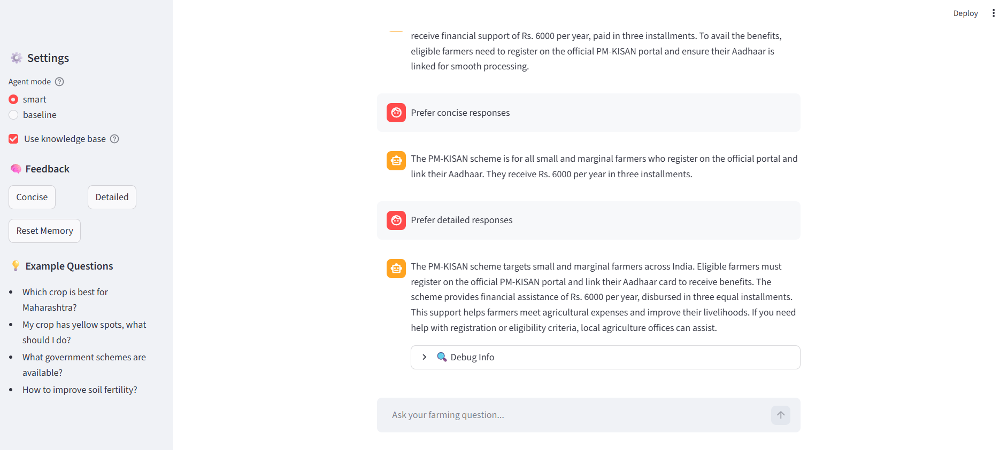 Deploy
Settings
Agent mode
smart
baseline
Use knowledge base
Feedback
Concise
Detailed
Reset Memory
Example Questions
Which crop is best for
Maharashtra?
My crop has yellow spots, what
should I do?
What government schemes are
available?
How to improve soil fertility?
receive financial support of Rs. 6000 per year, paid in three installments. To avail the benefits,
eligible farmers need to register on the official PM-KISAN portal and ensure their Aadhaar is
linked for smooth processing.
Prefer concise responses
The PM-KISAN scheme is for all small and marginal farmers who register on the official portal and
link their Aadhaar. They receive Rs. 6000 per year in three installments.
Prefer detailed responses
The PM-KISAN scheme targets small and marginal farmers across India. Eligible farmers must
register on the official PM-KISAN portal and link their Aadhaar card to receive benefits. The
scheme provides financial assistance of Rs. 6000 per year, disbursed in three equal installments.
This support helps farmers meet agricultural expenses and improve their livelihoods. If you need
help with registration or eligibility criteria, local agriculture offices can assist.
Debug Info
Ask your farming question...